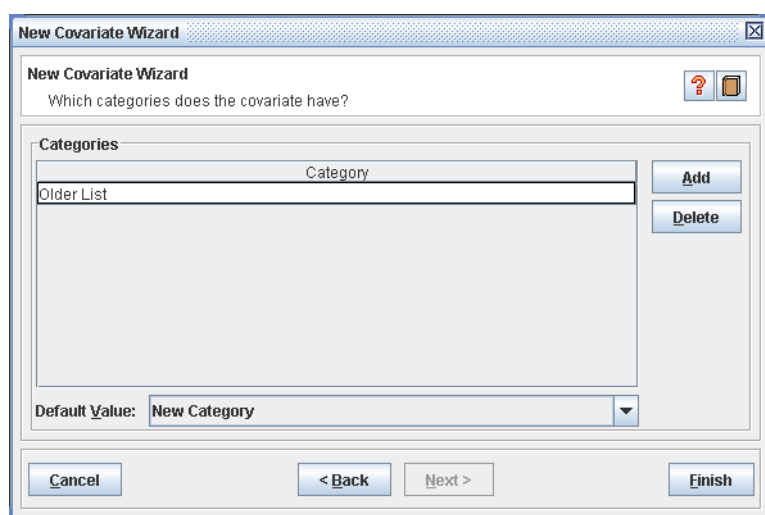 New Covariate Wizard
New Covariate Wizard
Which categories does the covariate have?
Categories
Category
Older List
Add
Delete
Default Value: New Category
Cancel
< Back
Next >
Finish